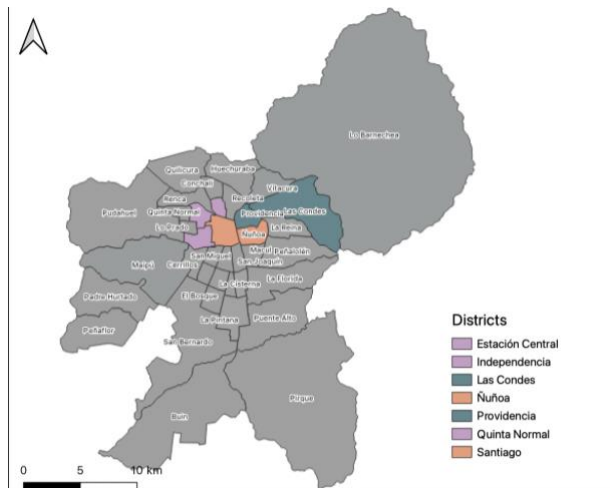 Lo Barnechea
Quilicura
Huechuraba
Conchalí
Vitacura
Renca
Recoleta
Pudahuel
Quinta Normal
Providencia
Las Condes
Lo Prado
Ñuñoa
La Reina
Macul
Peñalolén
San Miguel
San Joaquín
Maipú
Cerrillos
La Cisterna
La Florida
Padre Hurtado
El Bosque
La Pintana
Puente Alto
Peñaflor
San Bernardo
Pirque
Buin
Districts
Estación Central
Independencia
Las Condes
Ñuñoa
Providencia
Quinta Normal
Santiago
0 5 10 km